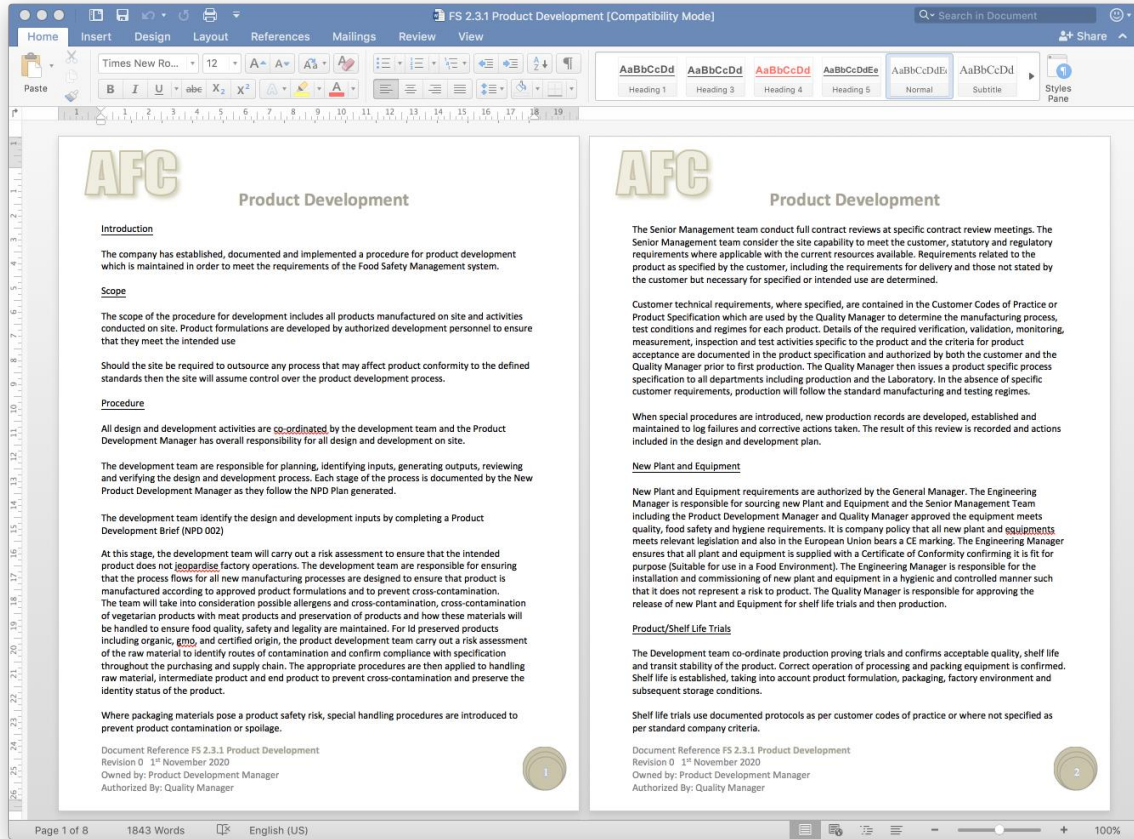 FS 2.3.1 Product Development [Compatibility Mode]
Search in Document
Home Insert Design Layout References Mailings Review View
Share
Paste
Times New Ro... 12
B I U abc X₂ X²
AaBbCcDd AaBbCcDd AaBbCcDd AaBbCcDdEe AaBbCcDdEe AaBbCcDd
Heading 1 Heading 3 Heading 4 Heading 5 Normal Subtitle
Styles
Pane
1 1 2 3 4 5 6 7 8 9 10 11 12 13 14 15 16 17 18 19
AFC
Product Development
Introduction
The company has established, documented and implemented a procedure for product development
which is maintained in order to meet the requirements of the Food Safety Management system.
Scope
The scope of the procedure for development includes all products manufactured on site and activities
conducted on site. Product formulations are developed by authorized development personnel to ensure
that they meet the intended use
Should the site be required to outsource any process that may affect product conformity to the defined
standards then the site will assume control over the product development process.
Procedure
All design and development activities are co-ordinated by the development team and the Product
Development Manager has overall responsibility for all design and development on site.
The development team are responsible for planning, identifying inputs, generating outputs, reviewing
and verifying the design and development process. Each stage of the process is documented by the New
Product Development Manager as they follow the NPD Plan generated.
The development team identify the design and development inputs by completing a Product
Development Brief (NPD 002)
At this stage, the development team will carry out a risk assessment to ensure that the intended
product does not jeopardise factory operations. The development team are responsible for ensuring
that the process flows for all new manufacturing processes are designed to ensure that product is
manufactured according to approved product formulations and to prevent cross-contamination.
The team will take into consideration possible allergens and cross-contamination, cross-contamination
of vegetarian products with meat products and preservation of products and how these materials will
be handled to ensure food quality, safety and legality are maintained. For Id preserved products
including organic, gmo, and certified origin, the product development team carry out a risk assessment
of the raw material to identify routes of contamination and confirm compliance with specification
throughout the purchasing and supply chain. The appropriate procedures are then applied to handling
raw material, intermediate product and end product to prevent cross-contamination and preserve the
identity status of the product.
Where packaging materials pose a product safety risk, special handling procedures are introduced to
prevent product contamination or spoilage.
Document Reference FS 2.3.1 Product Development
Revision 0 1st November 2020
Owned by: Product Development Manager
Authorized By: Quality Manager
1
AFC
Product Development
The Senior Management team conduct full contract reviews at specific contract review meetings. The
Senior Management team consider the site capability to meet the customer, statutory and regulatory
requirements where applicable with the current resources available. Requirements related to the
product as specified by the customer, including the requirements for delivery and those not stated by
the customer but necessary for specified or intended use are determined.
Customer technical requirements, where specified, are contained in the Customer Codes of Practice or
Product Specification which are used by the Quality Manager to determine the manufacturing process,
test conditions and regimes for each product. Details of the required verification, validation, monitoring,
measurement, inspection and test activities specific to the product and the criteria for product
acceptance are documented in the product specification and authorized by both the customer and the
Quality Manager prior to first production. The Quality Manager then issues a product specific process
specification to all departments including production and the Laboratory. In the absence of specific
customer requirements, production will follow the standard manufacturing and testing regimes.
When special procedures are introduced, new production records are developed, established and
maintained to log failures and corrective actions taken. The result of this review is recorded and actions
included in the design and development plan.
New Plant and Equipment
New Plant and Equipment requirements are authorized by the General Manager. The Engineering
Manager is responsible for sourcing new Plant and Equipment and the Senior Management Team
including the Product Development Manager and Quality Manager approved the equipment meets
quality, food safety and hygiene requirements. It is company policy that all new plant and equipments
meets relevant legislation and also in the European Union bears a CE marking. The Engineering Manager
ensures that all plant and equipment is supplied with a Certificate of Conformity confirming it is fit for
purpose (Suitable for use in a Food Environment). The Engineering Manager is responsible for the
installation and commissioning of new plant and equipment in a hygienic and controlled manner such
that it does not represent a risk to product. The Quality Manager is responsible for approving the
release of new Plant and Equipment for shelf life trials and then production.
Product/Shelf Life Trials
The Development team co-ordinate production proving trials and confirms acceptable quality, shelf life
and transit stability of the product. Correct operation of processing and packing equipment is confirmed.
Shelf life is established, taking into account product formulation, packaging, factory environment and
subsequent storage conditions.
Shelf life trials use documented protocols as per customer codes of practice or where not specified as
per standard company criteria.
Document Reference FS 2.3.1 Product Development
Revision 0 1st November 2020
Owned by: Product Development Manager
Authorized By: Quality Manager
2
Page 1 of 8 1843 Words English (US) 100%